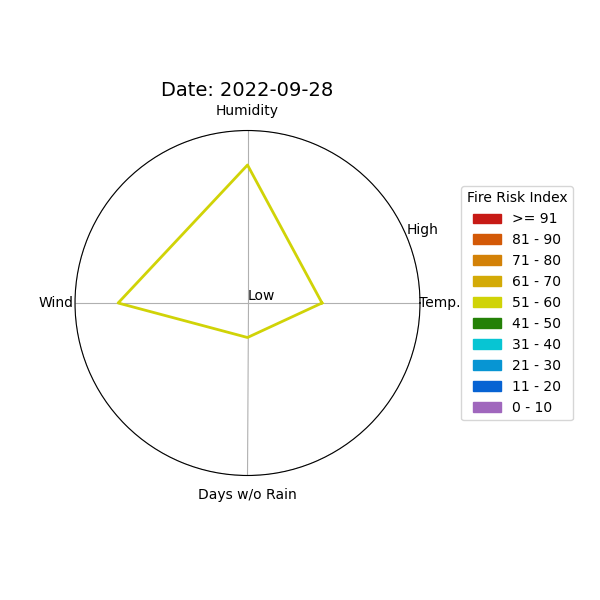 Date: 2022-09-28
Humidity
High
Low
Wind
Temp.
Days w/o Rain
Fire Risk Index
>= 91
81 - 90
71 - 80
61 - 70
51 - 60
41 - 50
31 - 40
21 - 30
11 - 20
0 - 10